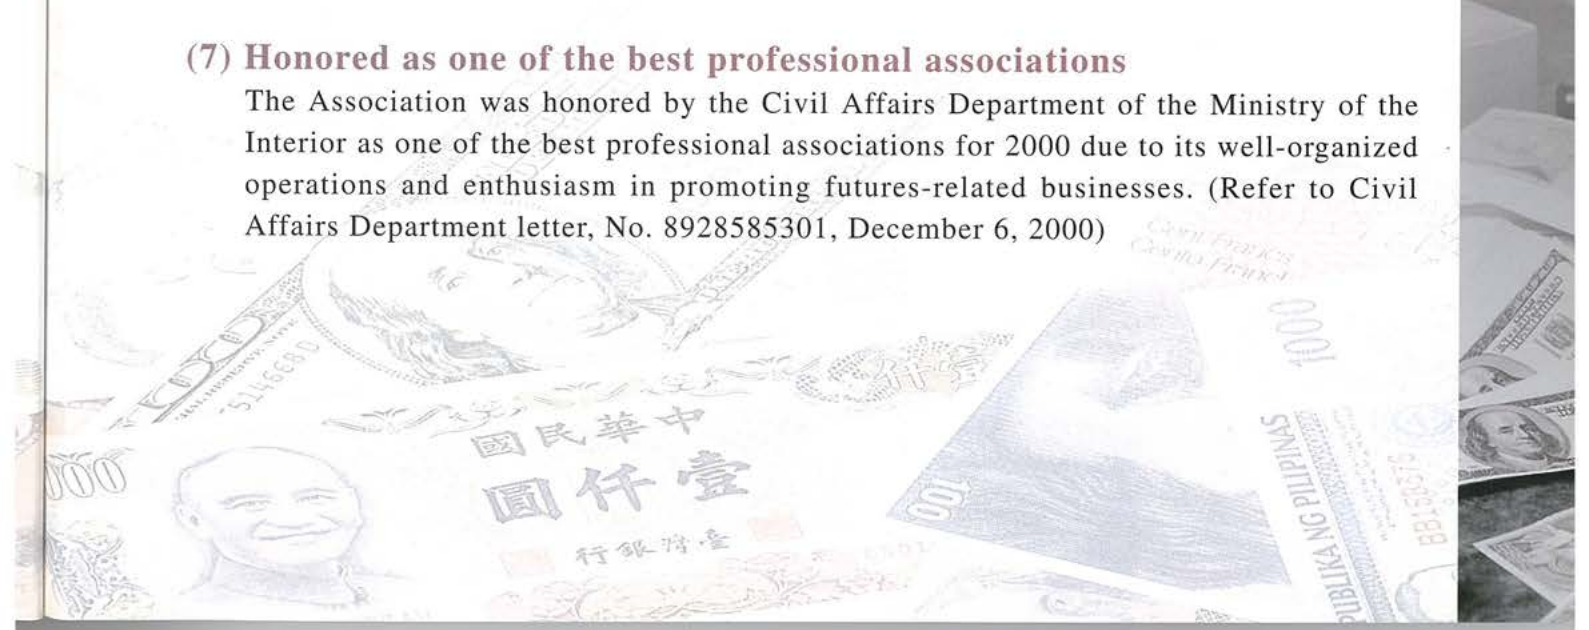 (7) Honored as one of the best professional associations
The Association was honored by the Civil Affairs Department of the Ministry of the
Interior as one of the best professional associations for 2000 due to its well-organized
operations and enthusiasm in promoting futures-related businesses. (Refer to Civil
Affairs Department letter, No. 8928585301, December 6, 2000)
1000
壹仟
國民華中
圓仟壹
行銀灣臺
100
PUBLIKA NG PILIPINAS